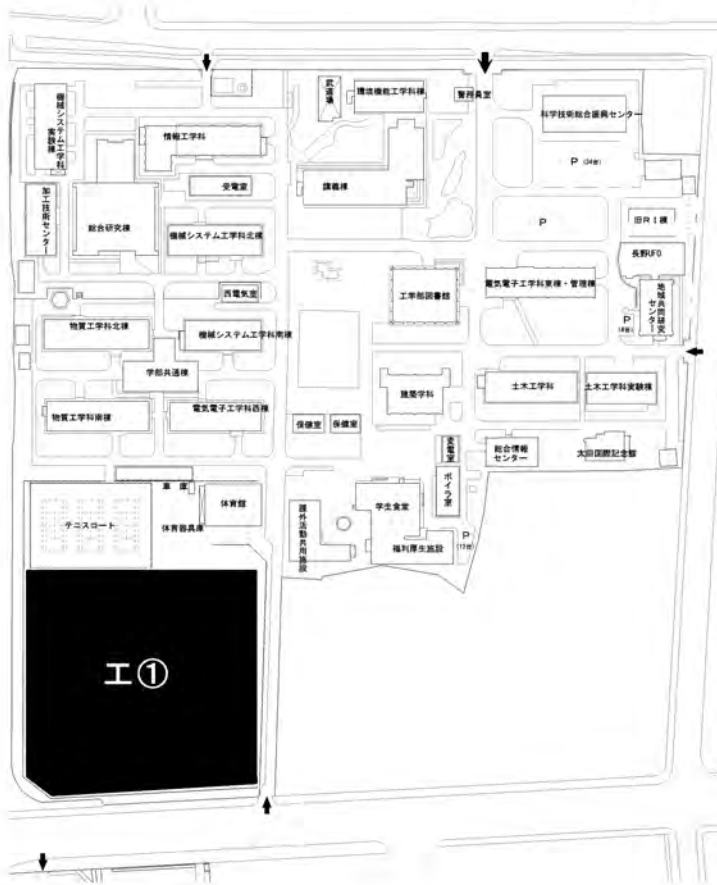 機械システム工学科
実験棟
情報工学科
武道場
環境機能工学科棟
警務員室
科学技術総合振興センター
P (34台)
受電室
講義棟
加工技術センター
総合研究棟
機械システム工学科北棟
P
旧RI棟
長野UFO
西電気室
工学部図書館
電気電子工学科東棟・管理棟
地域共同研究
センター
P
物質工学科北棟
機械システム工学科南棟
学部共通棟
建築学科
土木工学科
土木工学科実験棟
物質工学科南棟
電気電子工学科西棟
保健室
保健室
変電室
総合情報
センター
太田国際記念館
車庫
ボイラ室
テニスコート
体育器具庫
体育館
課外活動共用施設
学生食堂
福利厚生施設
P
(12台)
工①